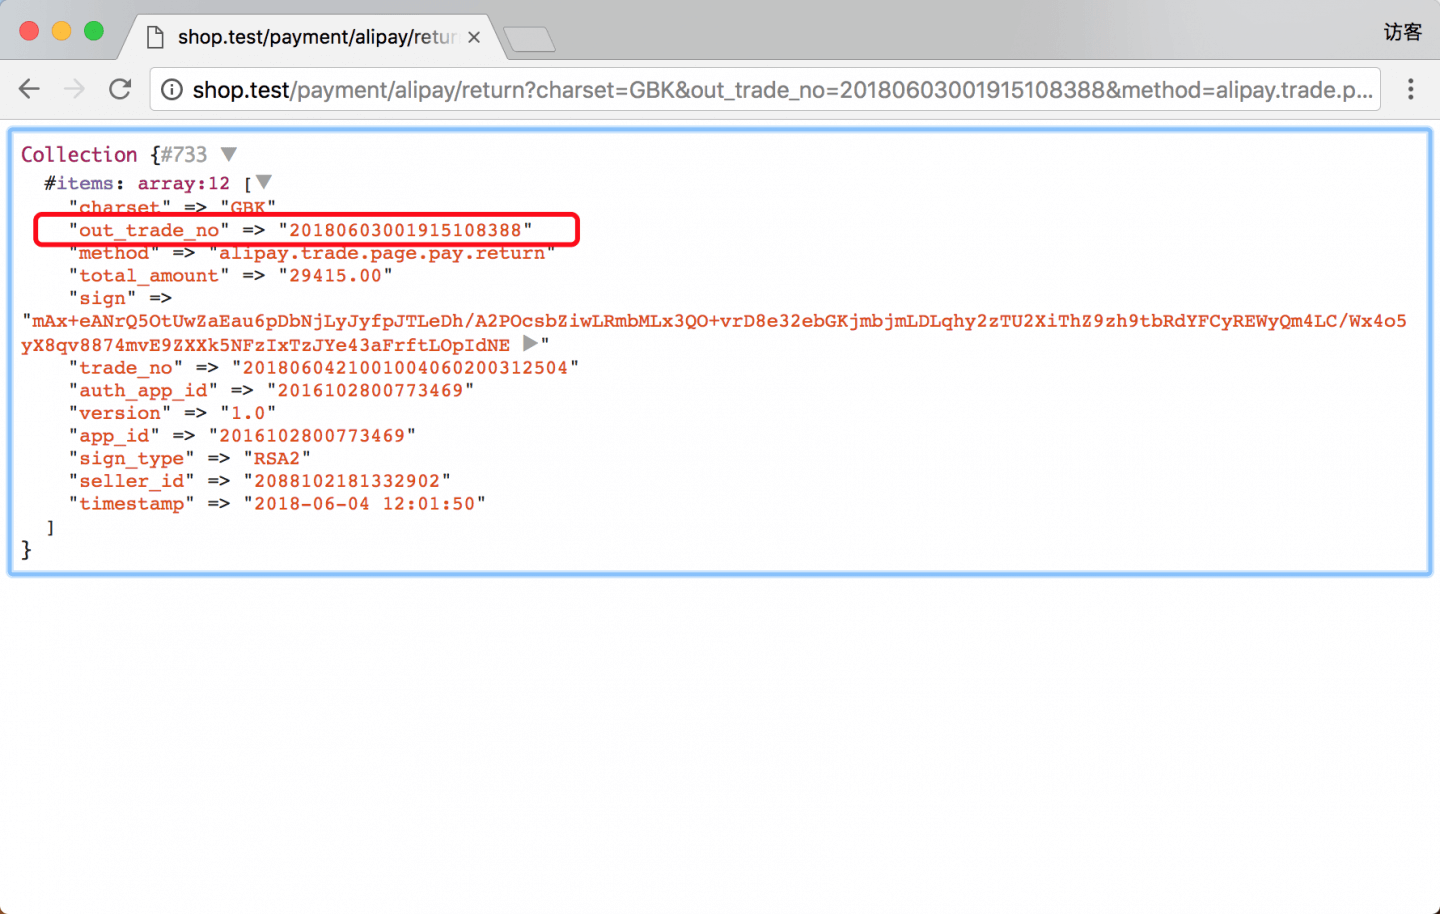 shop.test/payment/alipay/retur
访客
shop.test/payment/alipay/return?charset=GBK&out_trade_no=20180603001915108388&method=alipay.trade.p...
Collection {#733 ▼
#items: array:12 [▼
"charset" => "GBK"
"out_trade_no" => "20180603001915108388"
"method" => "alipay.trade.page.pay.return"
"total_amount" => "29415.00"
"sign" =>
"mAx+eANrQ5OtUwZaEau6pDbNjLyJyfpJTLeDh/A2POcsbZiwLRmbMLx3QO+vrD8e32ebGKjmbjmLDLqhy2zTU2XiThZ9zh9tbRdYFCyREWyQm4LC/Wx4o5
yX8qv8874mvE9ZXXk5NFzIxTzJYe43aFrftLOpIdNE ▶"
"trade_no" => "2018060421001004060200312504"
"auth_app_id" => "2016102800773469"
"version" => "1.0"
"app_id" => "2016102800773469"
"sign_type" => "RSA2"
"seller_id" => "2088102181332902"
"timestamp" => "2018-06-04 12:01:50"
]
}